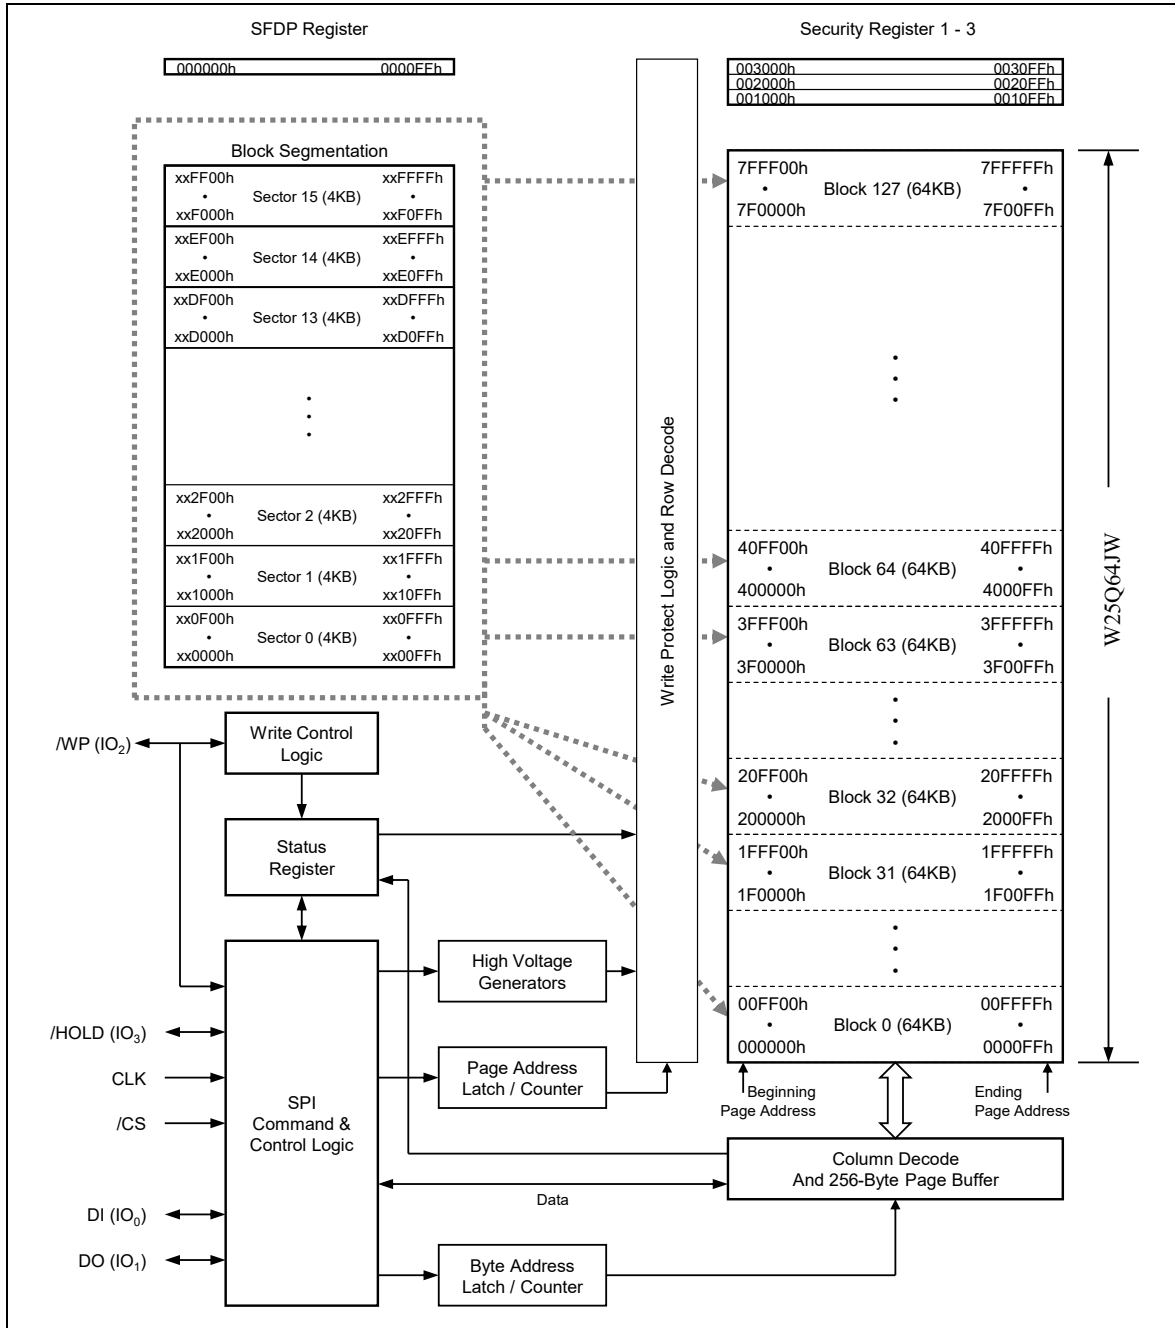 SFDP Register
000000h 0000FFh
Security Register 1 - 3
003000h 0030FFh
002000h 0020FFh
001000h 0010FFh
Block Segmentation
xxFF00h xxFFFFh
• Sector 15 (4KB) •
xxF000h xxF0FFh
xxEF00h xxEFFFh
• Sector 14 (4KB) •
xxE000h xxE0FFh
xxDF00h xxDFFFh
• Sector 13 (4KB) •
xxD000h xxD0FFh
xx2F00h xx2FFFh
• Sector 2 (4KB) •
xx2000h xx20FFh
xx1F00h xx1FFFh
• Sector 1 (4KB) •
xx1000h xx10FFh
xx0F00h xx0FFFh
• Sector 0 (4KB) •
xx0000h xx00FFh
Write Protect Logic and Row Decode
7FFF00h 7FFFFFh
• Block 127 (64KB) •
7F0000h 7F00FFh
40FF00h 40FFFFh
• Block 64 (64KB) •
400000h 4000FFh
3FFF00h 3FFFFFh
• Block 63 (64KB) •
3F0000h 3F00FFh
20FF00h 20FFFFh
• Block 32 (64KB) •
200000h 2000FFh
1FFF00h 1FFFFFh
• Block 31 (64KB) •
1F0000h 1F00FFh
00FF00h 00FFFFh
• Block 0 (64KB) •
000000h 0000FFh
W25Q64JW
Beginning
Page Address
Ending
Page Address
/WP (IO₂)
Write Control
Logic
Status
Register
High Voltage
Generators
/HOLD (IO₃)
CLK
/CS
DI (IO₀)
DO (IO₁)
SPI
Command &
Control Logic
Page Address
Latch / Counter
Column Decode
And 256-Byte Page Buffer
Data
Byte Address
Latch / Counter